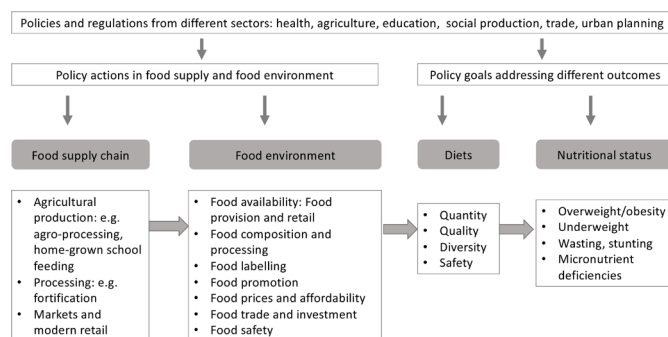 Policies and regulations from different sectors: health, agriculture, education, social production, trade, urban planning
Policy actions in food supply and food environment
Policy goals addressing different outcomes
Food supply chain
Food environment
Diets
Nutritional status
• Agricultural
production: e.g.
agro-processing,
home-grown school
feeding
• Processing: e.g.
fortification
• Markets and
modern retail
• Food availability: Food
provision and retail
• Food composition and
processing
• Food labelling
• Food promotion
• Food prices and affordability
• Food trade and investment
• Food safety
• Quantity
• Quality
• Diversity
• Safety
• Overweight/obesity
• Underweight
• Wasting, stunting
• Micronutrient
deficiencies